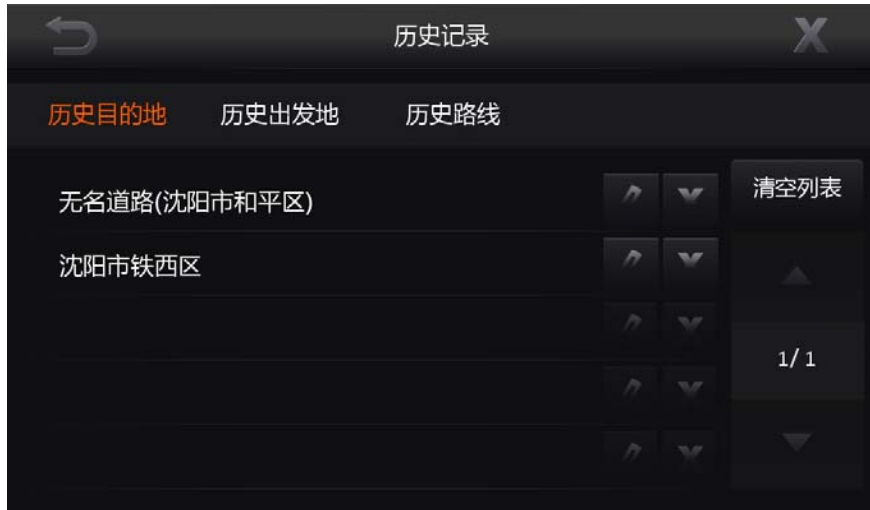 历史记录
历史目的地 历史出发地 历史路线
无名道路(沈阳市和平区)
清空列表
沈阳市铁西区
1/1